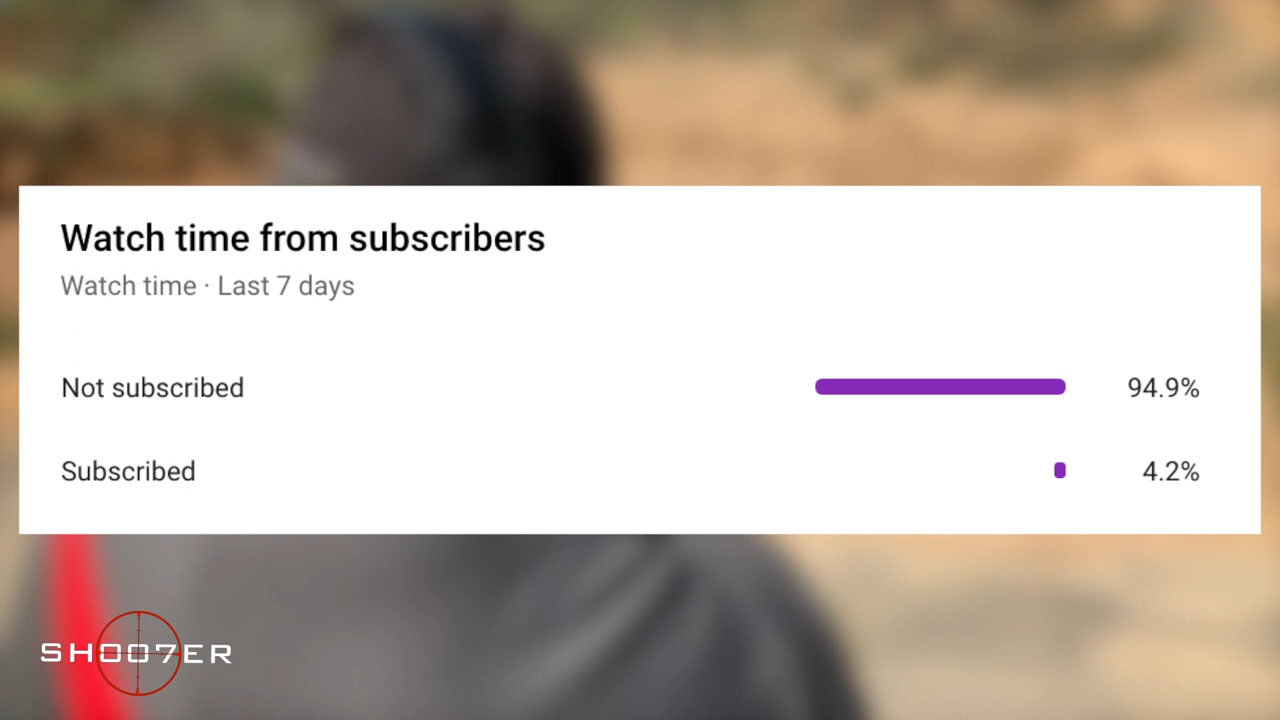 Watch time from subscribers
Watch time · Last 7 days
Not subscribed 94.9%
Subscribed 4.2%
SHOO7ER